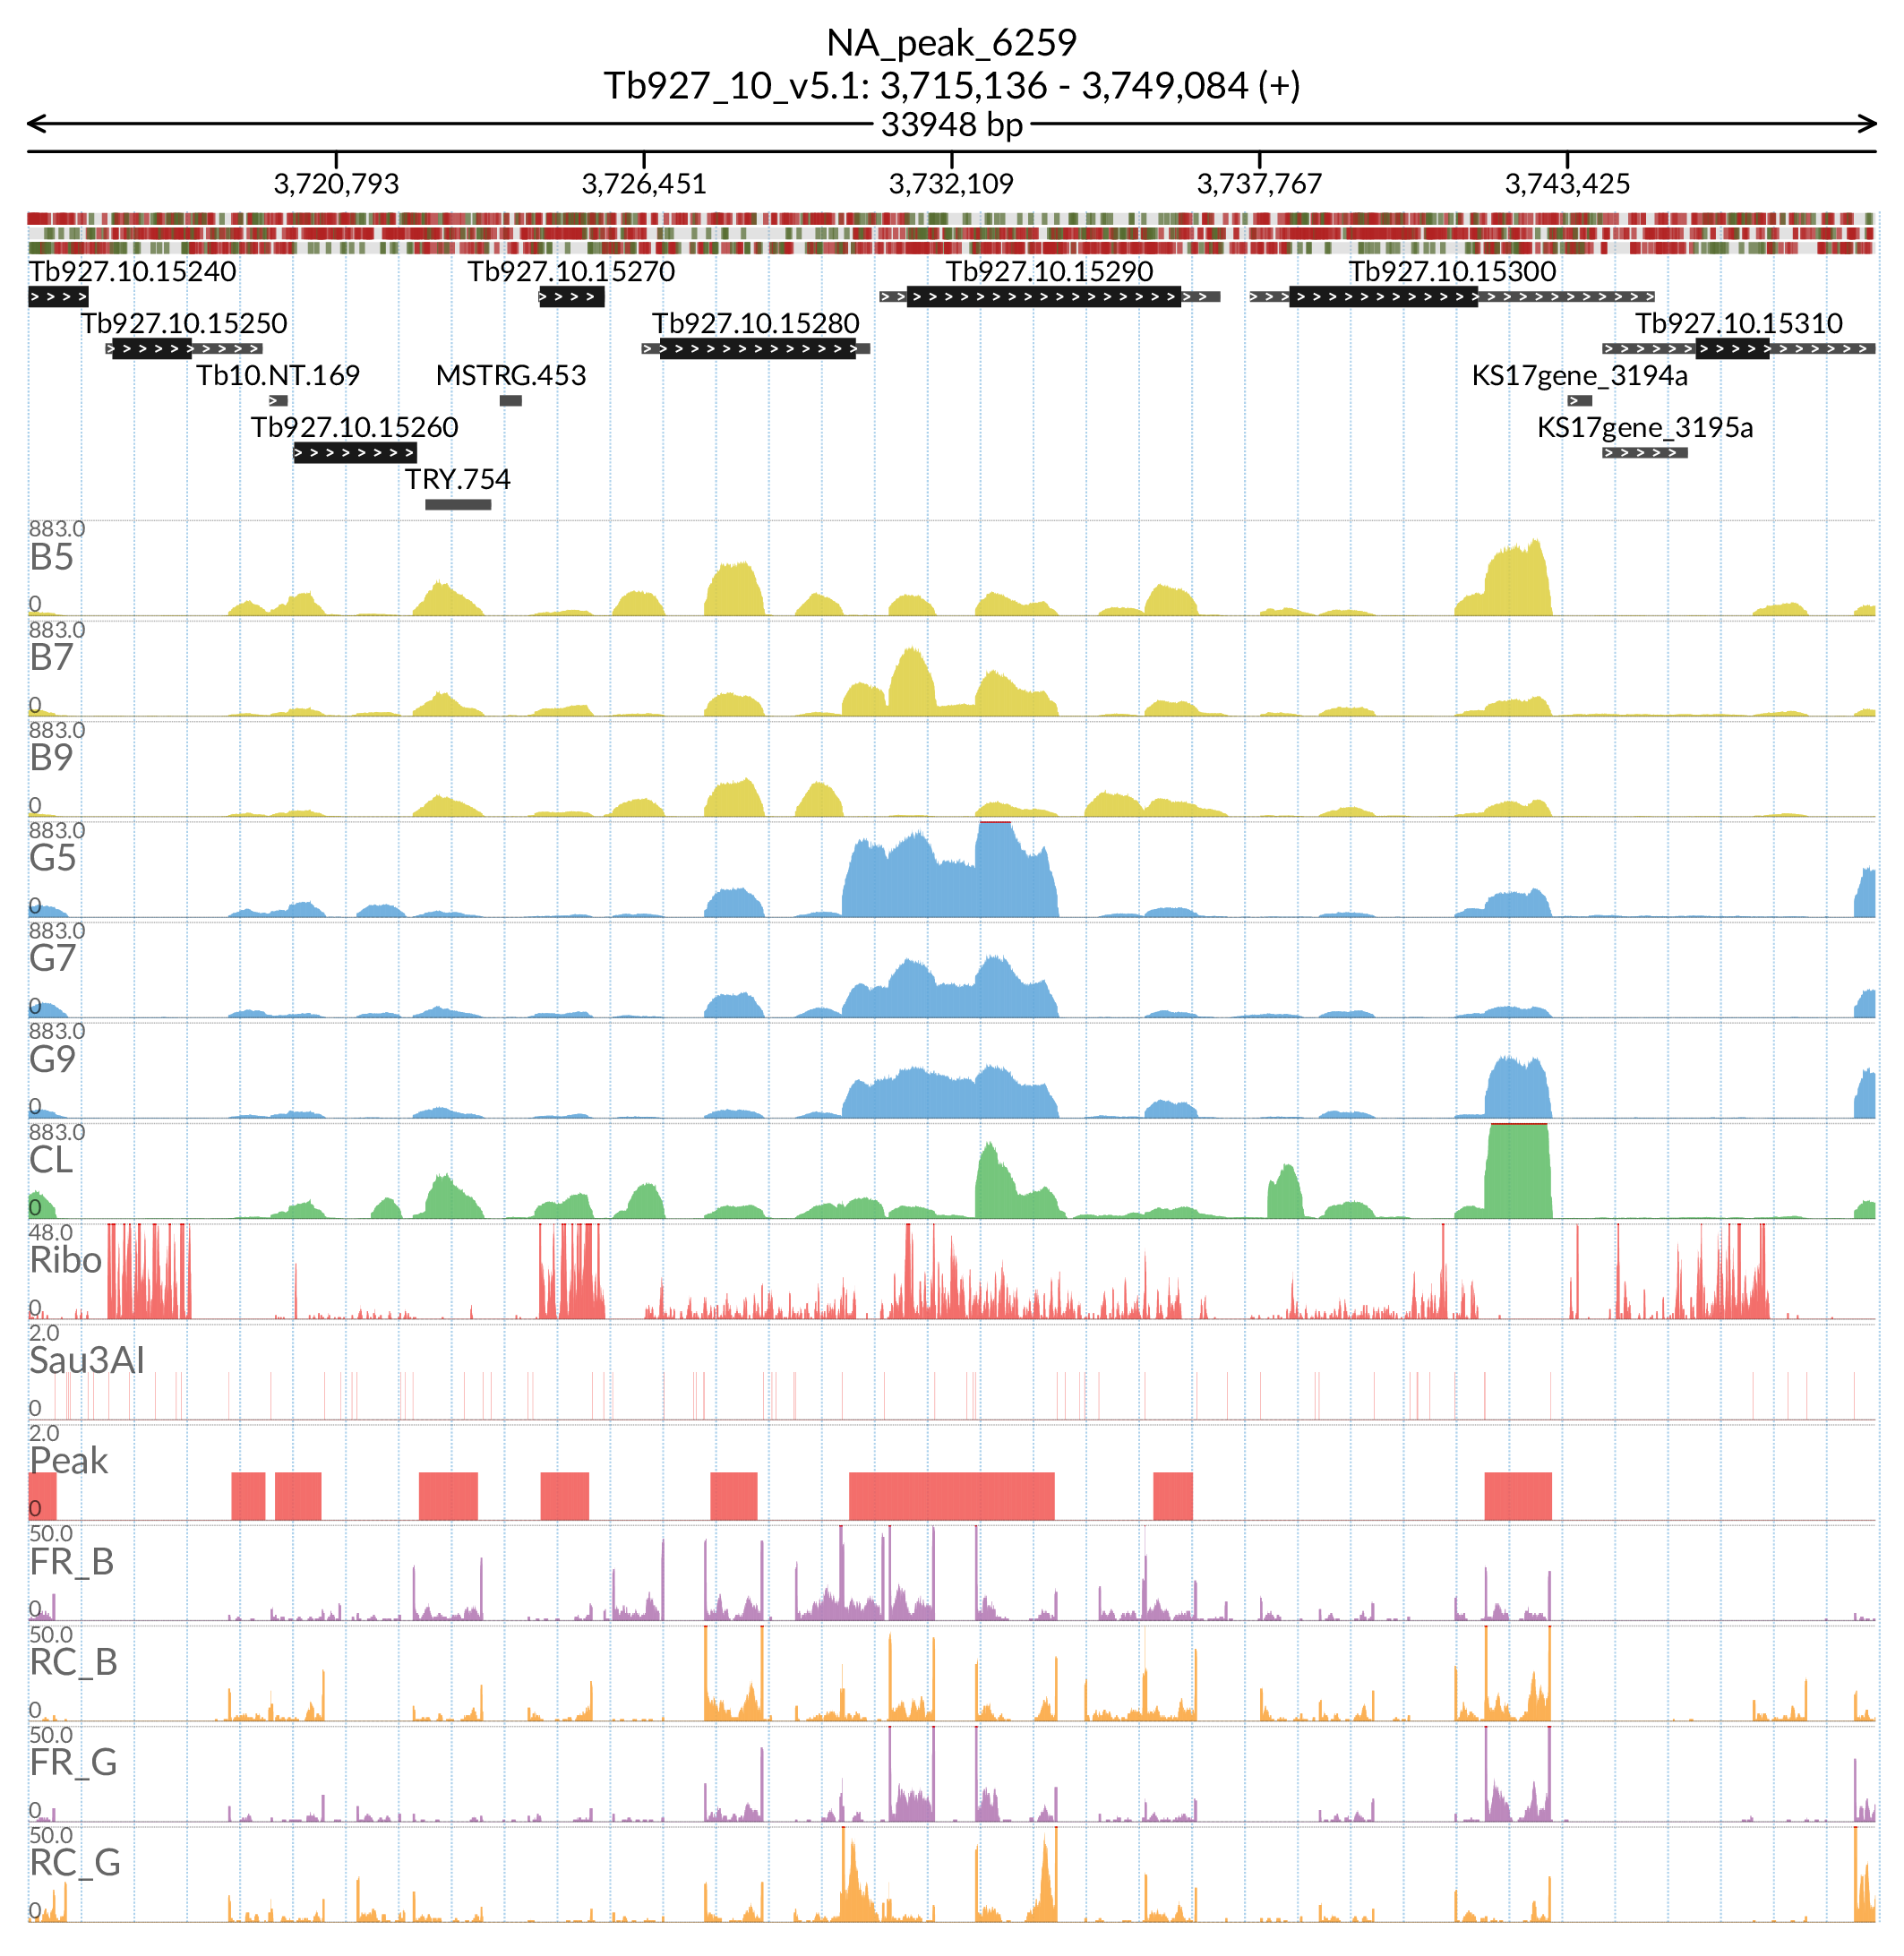 NA_peak_6259
Tb927_10_v5.1: 3,715,136 - 3,749,084 (+)
33948 bp
3,720,793 3,726,451 3,732,109 3,737,767 3,743,425
Tb927.10.15240 Tb927.10.15270 Tb927.10.15290 Tb927.10.15300
Tb927.10.15250 Tb927.10.15280 Tb927.10.15310
Tb10.NT.169 MSTRG.453 KS17gene_3194a
Tb927.10.15260 KS17gene_3195a
TRY.754
883.0
B5
0
883.0
B7
0
883.0
B9
0
883.0
G5
0
883.0
G7
0
883.0
G9
0
883.0
CL
0
48.0
Ribo
0
2.0
Sau3AI
0
2.0
Peak
0
50.0
FR_B
0
50.0
RC_B
0
50.0
FR_G
0
50.0
RC_G
0